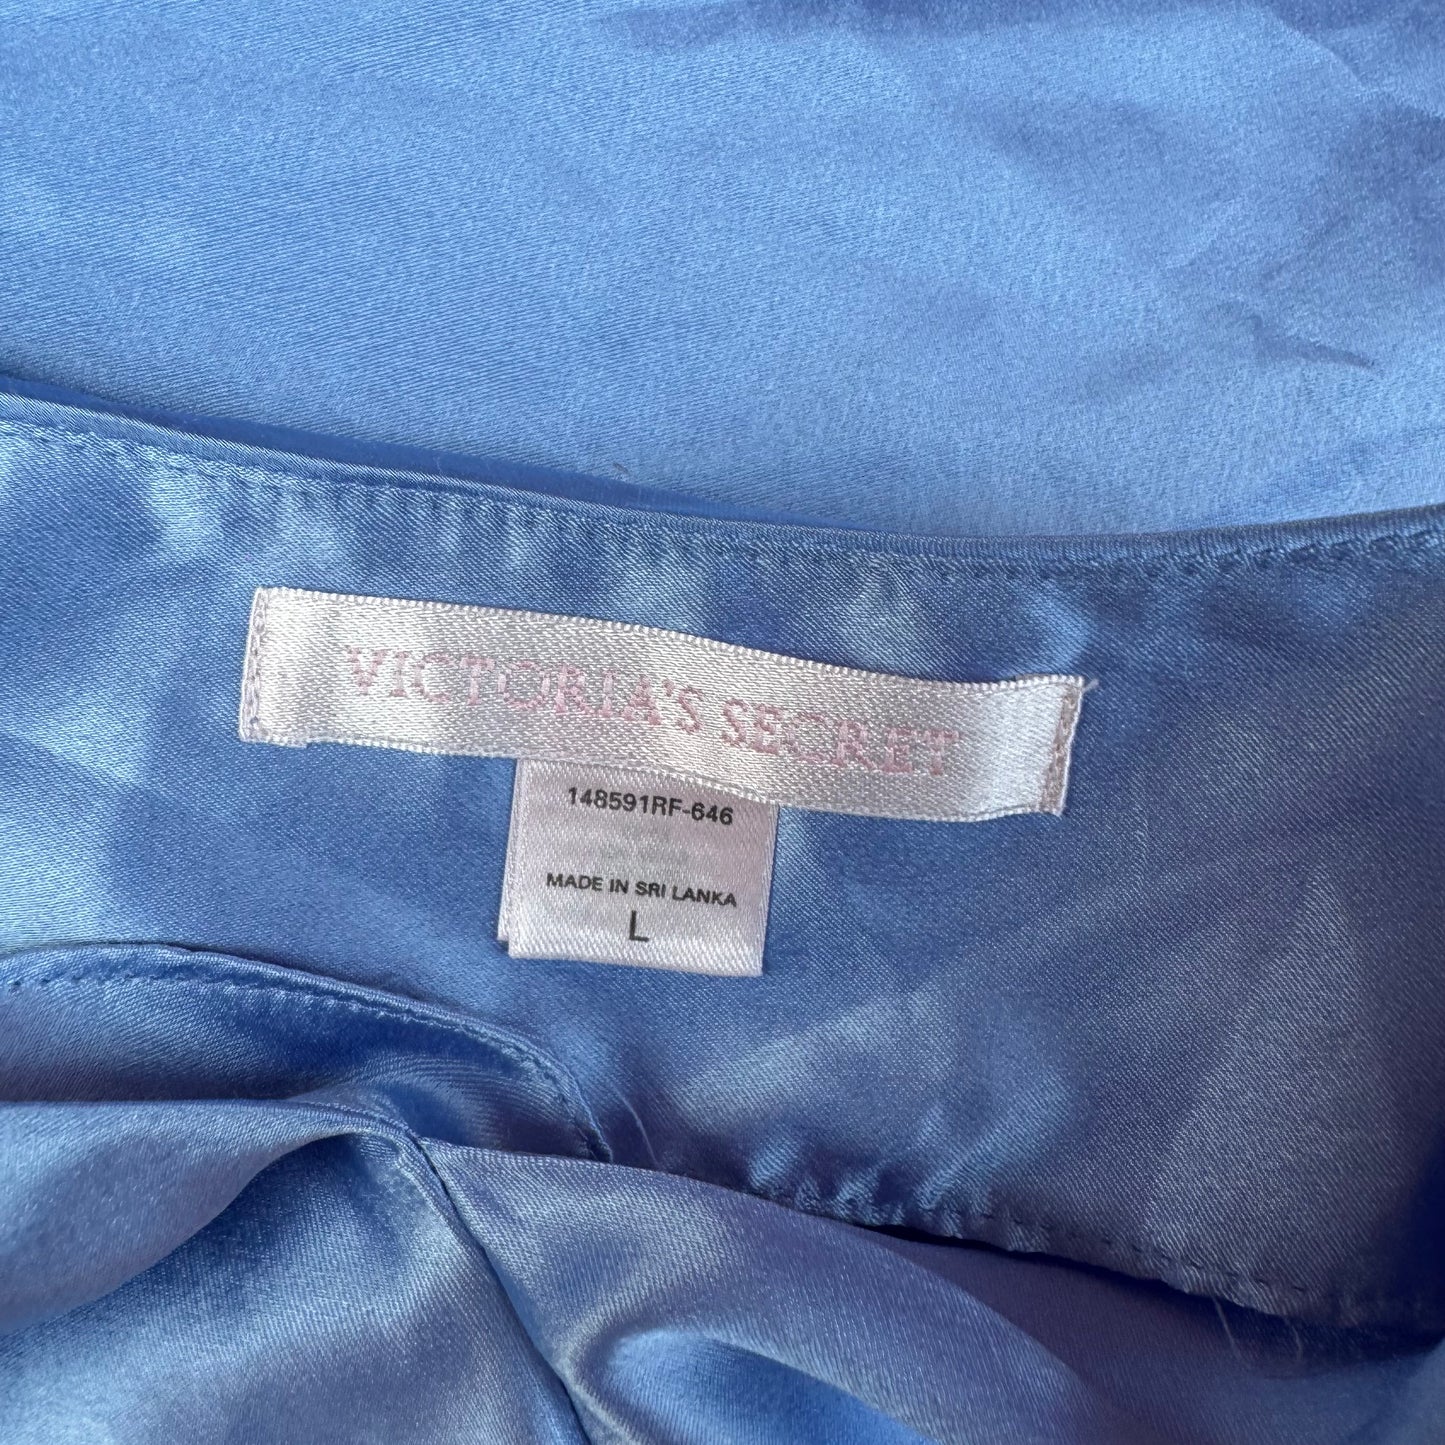 VICTORIA'S SECRET
148591RF-646
MADE IN SRI LANKA
L